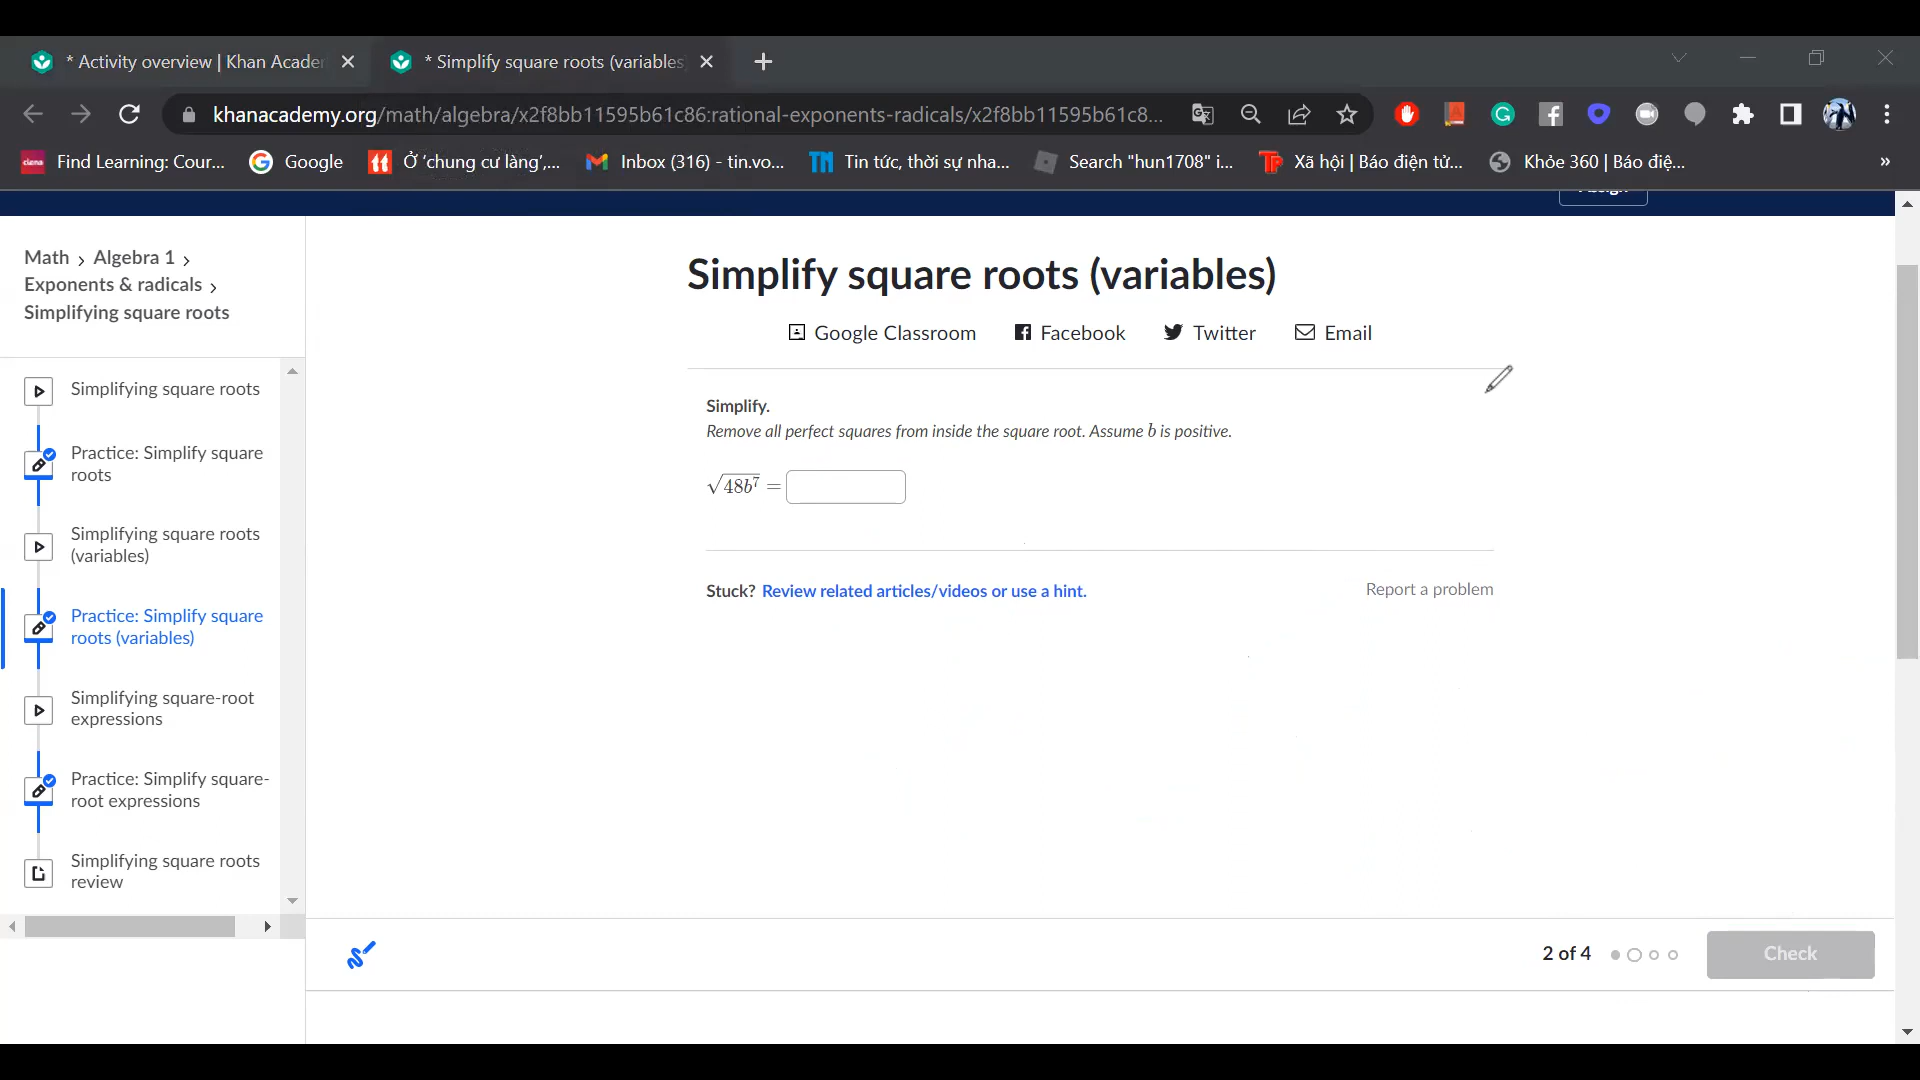 * Activity overview | Khan Acader
* Simplify square roots (variables)
khanacademy.org/math/algebra/x2f8bb11595b61c86:rational-exponents-radicals/x2f8bb11595b61c8...
Find Learning: Cour...
Google
Ở 'chung cư làng',...
Inbox (316) - tin.vo...
Tin tức, thời sự nha...
Search "hun1708" i...
Xã hội | Báo điện tử...
Khỏe 360 | Báo điệ...
»
Math > Algebra 1 >
Exponents & radicals >
Simplifying square roots
Simplifying square roots
Practice: Simplify square
roots
Simplifying square roots
(variables)
Practice: Simplify square
roots (variables)
Simplifying square-root
expressions
Practice: Simplify square-
root expressions
Simplifying square roots
review
Simplify square roots (variables)
Google Classroom
Facebook
Twitter
Email
Simplify.
Remove all perfect squares from inside the square root. Assume b is positive.
√48b⁷ =
Stuck? Review related articles/videos or use a hint.
Report a problem
2 of 4
Check